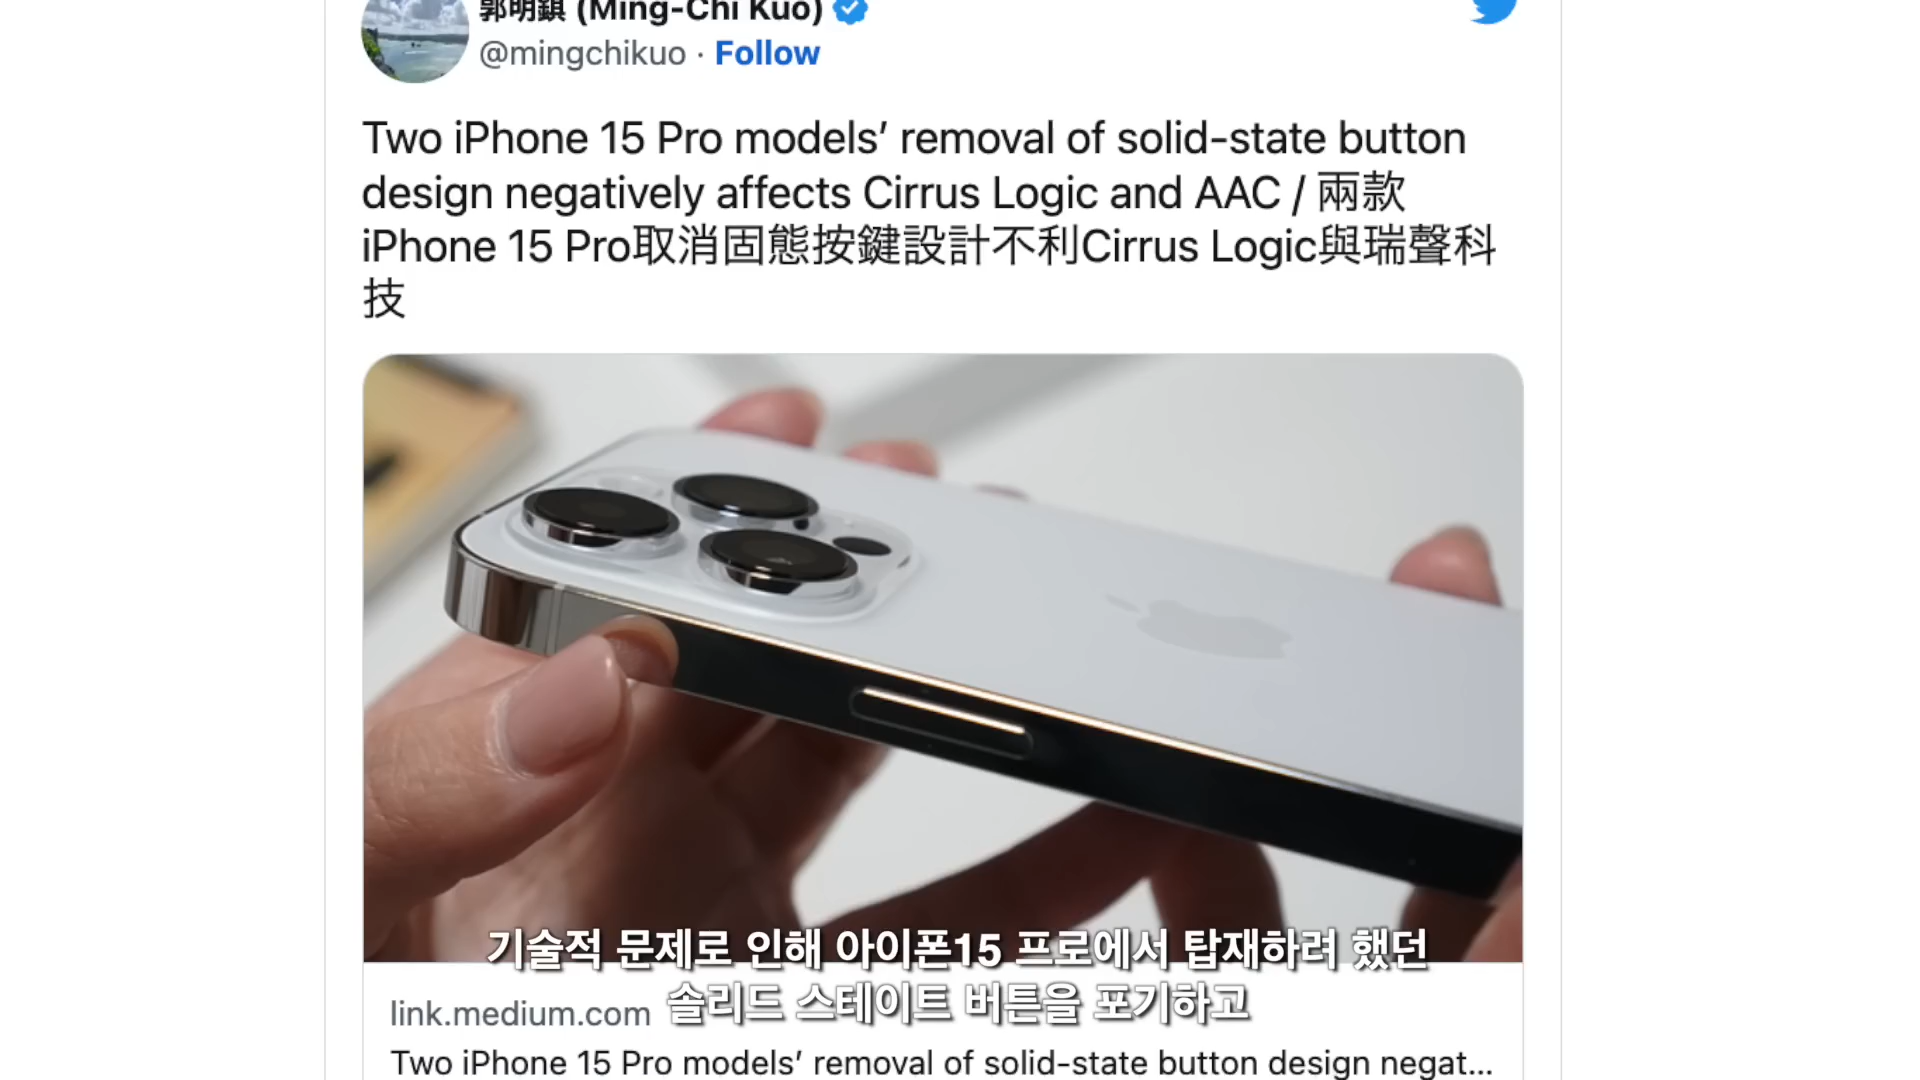 郭明錤 (Ming-Chi Kuo)
@mingchikuo · Follow
Two iPhone 15 Pro models’ removal of solid-state button
design negatively affects Cirrus Logic and AAC / 兩款
iPhone 15 Pro取消固態按鍵設計不利Cirrus Logic與瑞聲科
技
기술적 문제로 인해 아이폰15 프로에서 탑재하려 했던
솔리드 스테이트 버튼을 포기하고
link.medium.com
Two iPhone 15 Pro models’ removal of solid-state button design negat...